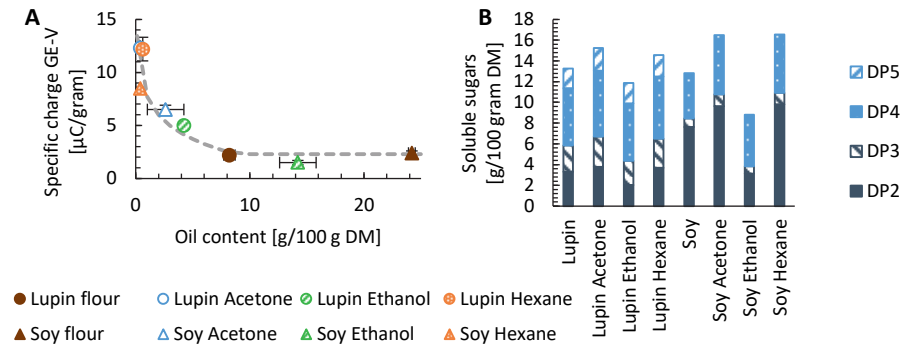 A
Specific charge GE-V
[µC/gram]
15
10
5
0
0
10
20
Oil content [g/100 g DM]
B
Soluble sugars
[g/100 gram DM]
18
16
14
12
10
8
6
4
2
0
Lupin
Lupin Acetone
Lupin Ethanol
Lupin Hexane
Soy
Soy Acetone
Soy Ethanol
Soy Hexane
DP5
DP4
DP3
DP2
Lupin flour
Lupin Acetone
Lupin Ethanol
Lupin Hexane
Soy flour
Soy Acetone
Soy Ethanol
Soy Hexane